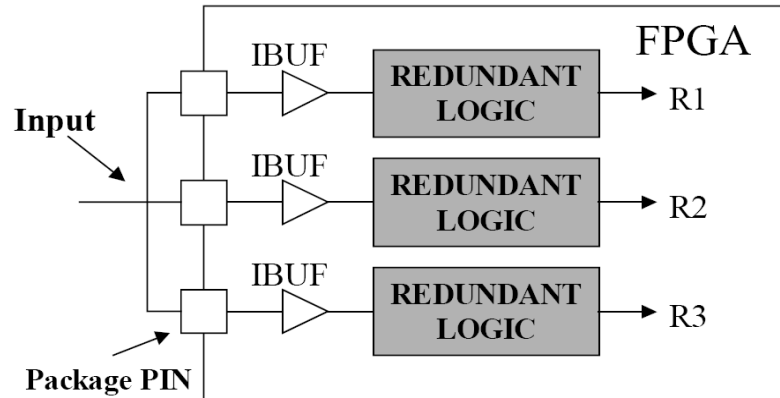 FPGA
IBUF
REDUNDANT
LOGIC
R1
Input
IBUF
REDUNDANT
LOGIC
R2
IBUF
REDUNDANT
LOGIC
R3
Package PIN